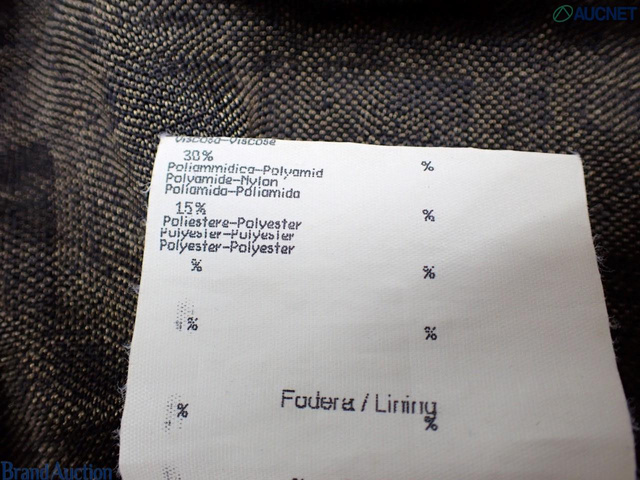 AUCNET
Viscosa-Viscose
30%
Poliammidica-Polyamid
Polyamide-Nylon
Poliamida-Poliamida
15%
Poliestere-Polyester
Polyester-Polyester
Polyester-Polyester
%
%
%
%
%
%
%
Fodera / Lining
%
Brand Auction